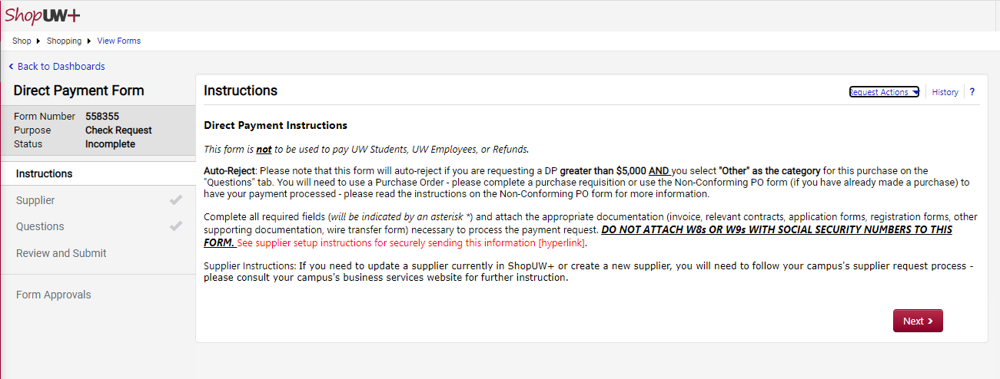 ShopUW+
Shop Shopping View Forms
Back to Dashboards
Direct Payment Form
Form Number 558355
Purpose Check Request
Status Incomplete
Instructions
Supplier
Questions
Review and Submit
Form Approvals
Instructions
Request Actions History ?
Direct Payment Instructions
This form is not to be used to pay UW Students, UW Employees, or Refunds.
Auto-Reject: Please note that this form will auto-reject if you are requesting a DP greater than $5,000 AND you select "Other" as the category for this purchase on the
"Questions" tab. You will need to use a Purchase Order - please complete a purchase requisition or use the Non-Conforming PO form (if you have already made a purchase) to
have your payment processed - please read the instructions on the Non-Conforming PO form for more information.
Complete all required fields (will be indicated by an asterisk *) and attach the appropriate documentation (invoice, relevant contracts, application forms, registration forms, other
supporting documentation, wire transfer form) necessary to process the payment request. DO NOT ATTACH W8s OR W9s WITH SOCIAL SECURITY NUMBERS TO THIS
FORM. See supplier setup instructions for securely sending this information [hyperlink].
Supplier Instructions: If you need to update a supplier currently in ShopUW+ or create a new supplier, you will need to follow your campus's supplier request process -
please consult your campus's business services website for further instruction.
Next